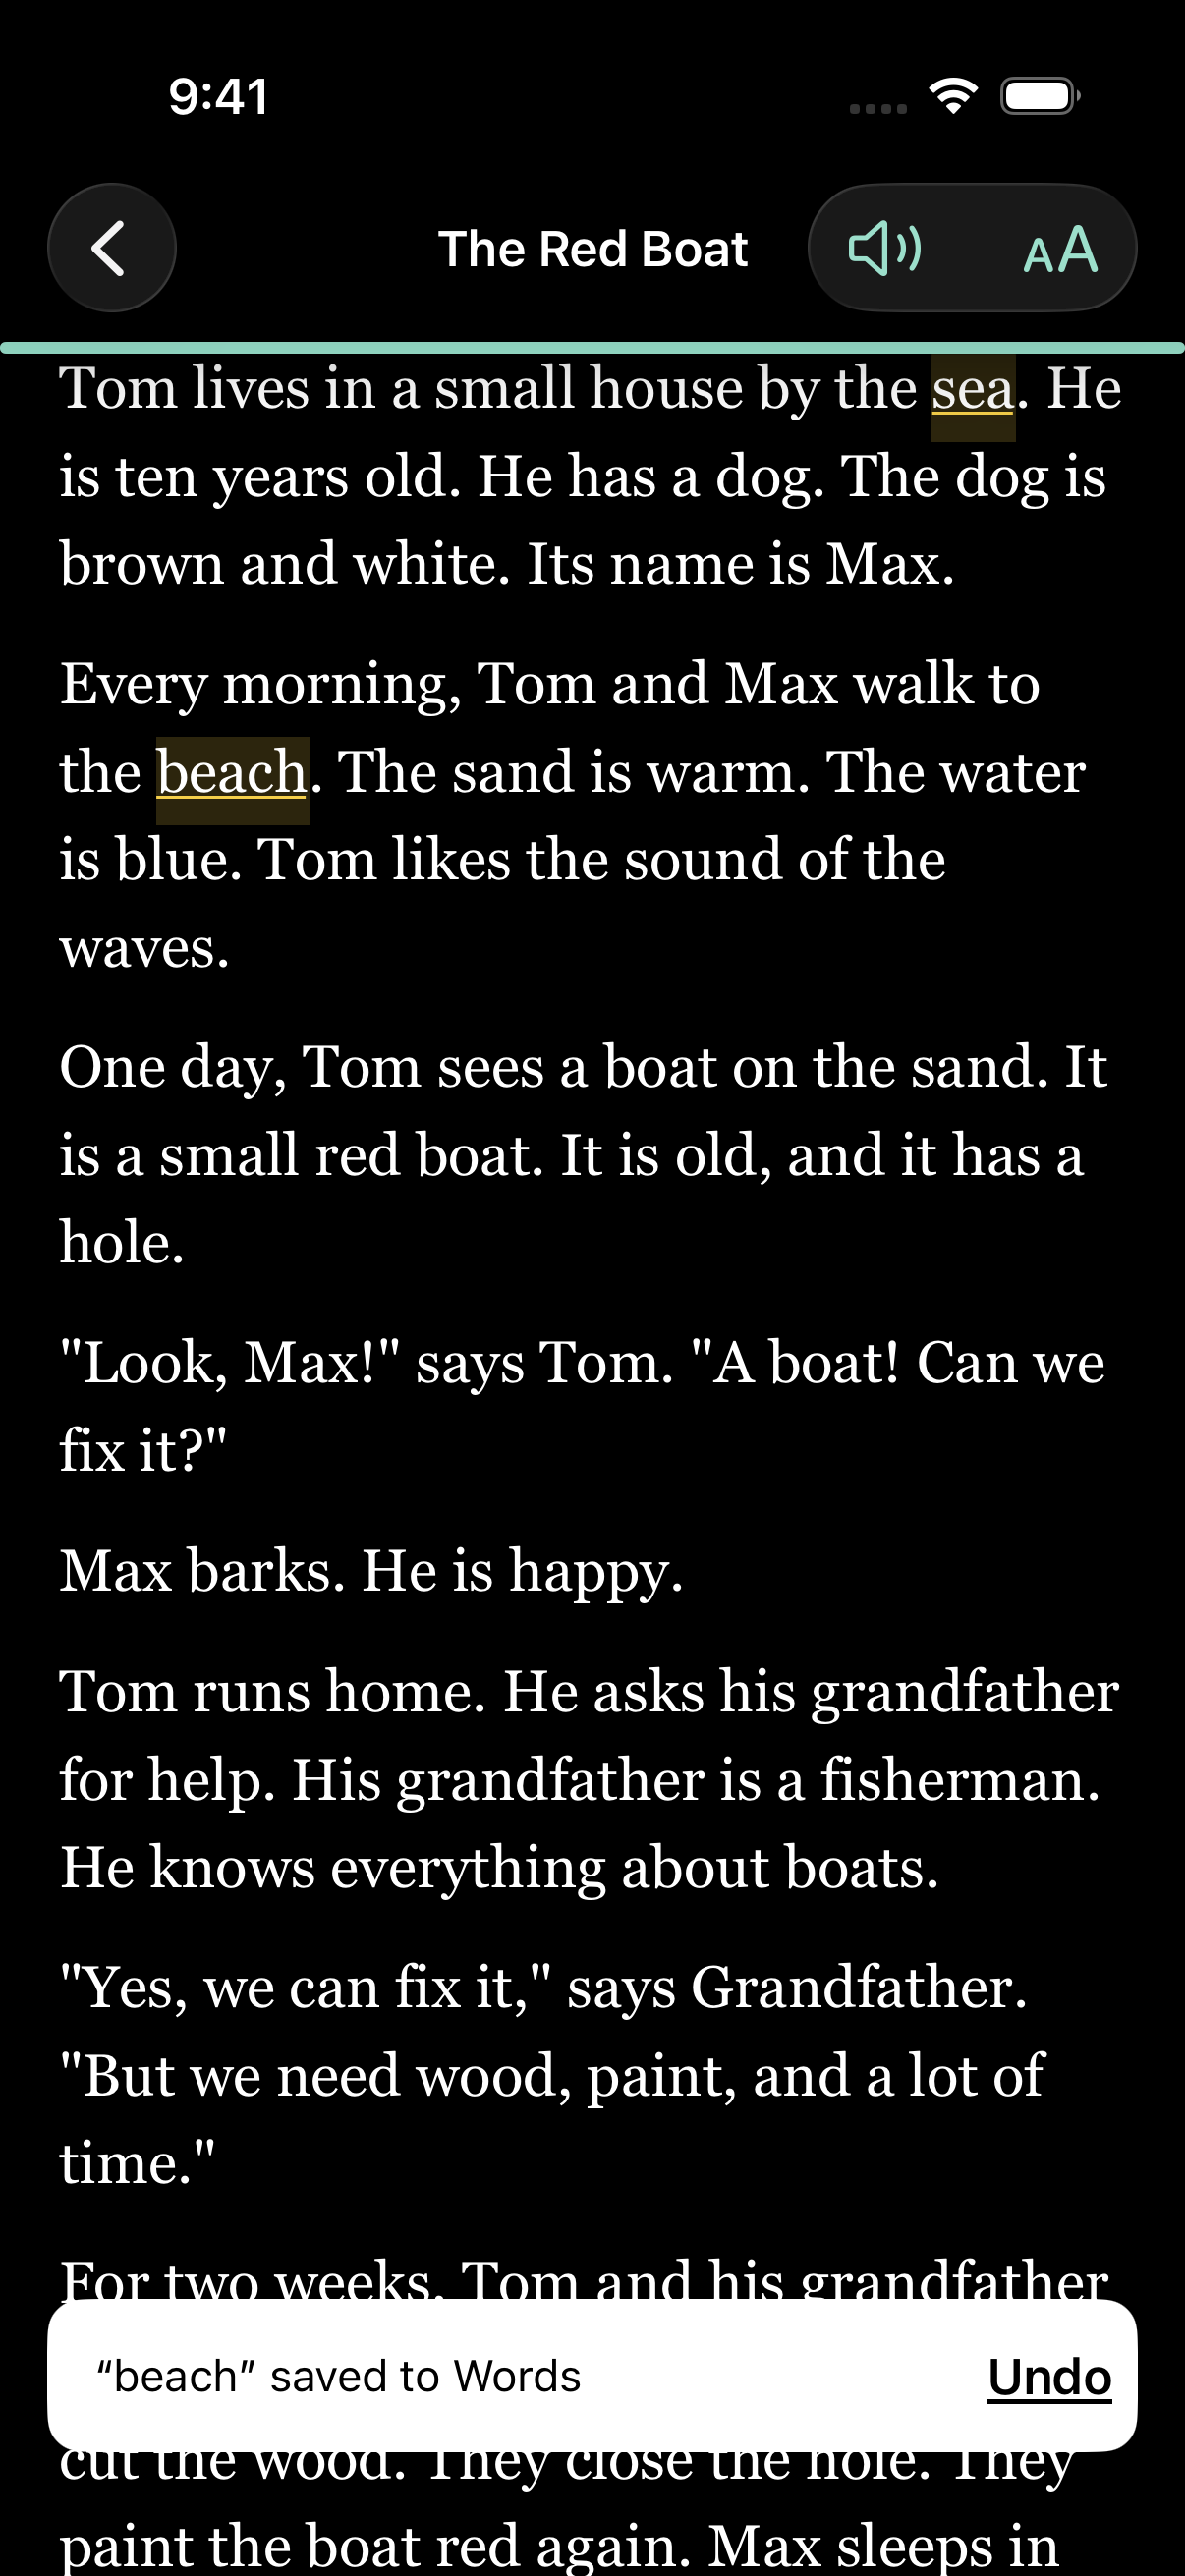 9:41
The Red Boat
AA
Tom lives in a small house by the sea. He
is ten years old. He has a dog. The dog is
brown and white. Its name is Max.
Every morning, Tom and Max walk to
the beach. The sand is warm. The water
is blue. Tom likes the sound of the
waves.
One day, Tom sees a boat on the sand. It
is a small red boat. It is old, and it has a
hole.
"Look, Max!" says Tom. "A boat! Can we
fix it?"
Max barks. He is happy.
Tom runs home. He asks his grandfather
for help. His grandfather is a fisherman.
He knows everything about boats.
"Yes, we can fix it," says Grandfather.
"But we need wood, paint, and a lot of
time."
For two weeks, Tom and his grandfather
“beach” saved to Words
Undo
cut the wood. They close the hole. They
paint the boat red again. Max sleeps in